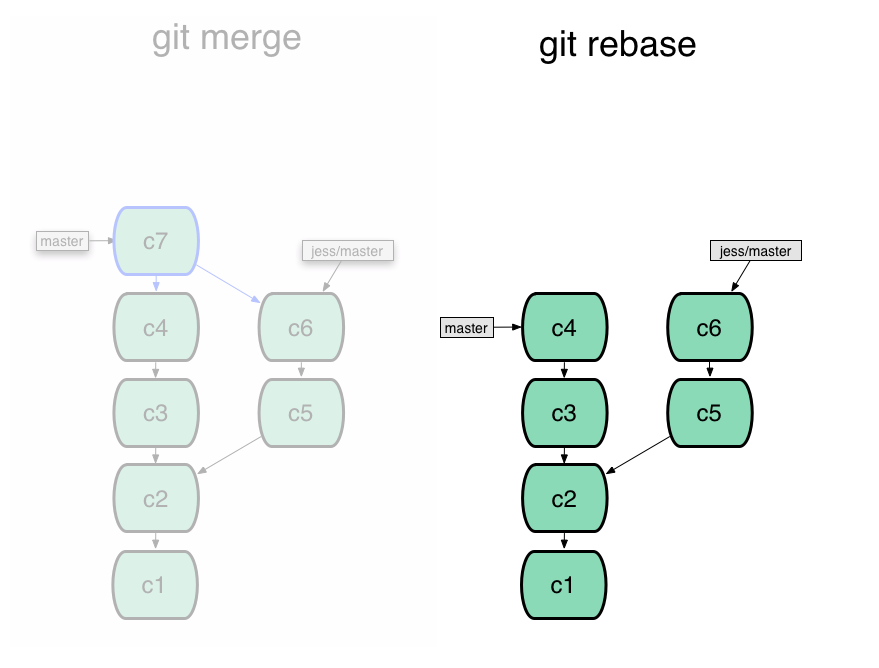 git merge
master
c7
jess/master
c4
c6
c3
c5
c2
c1
git rebase
jess/master
master
c4
c6
c3
c5
c2
c1